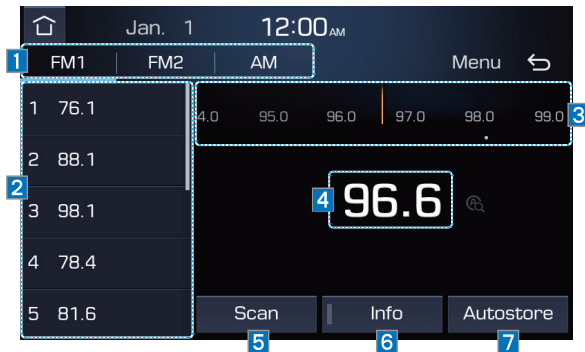 Jan. 1 12:00 AM
1 FM1 FM2 AM Menu
1 76.1
2 88.1
3 98.1
4 78.4
5 81.6
2
4.0 95.0 96.0 97.0 98.0 99.0 3
4 96.6
Scan Info Autostore
5 6 7